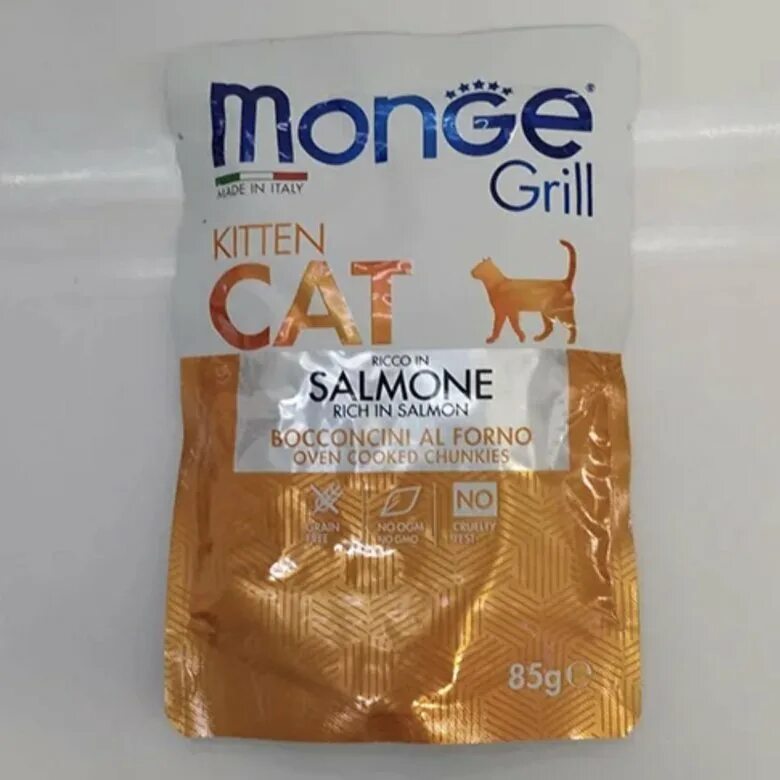 monge®
MADE IN ITALY
Grill
KITTEN
CAT
RICCO IN
SALMONE
RICH IN SALMON
BOCCONCINI AL FORNO
OVEN COOKED CHUNKIES
GRAIN
FREE
NO OGM
NO GMO
NO
CRUELTY
TEST
85g ℮